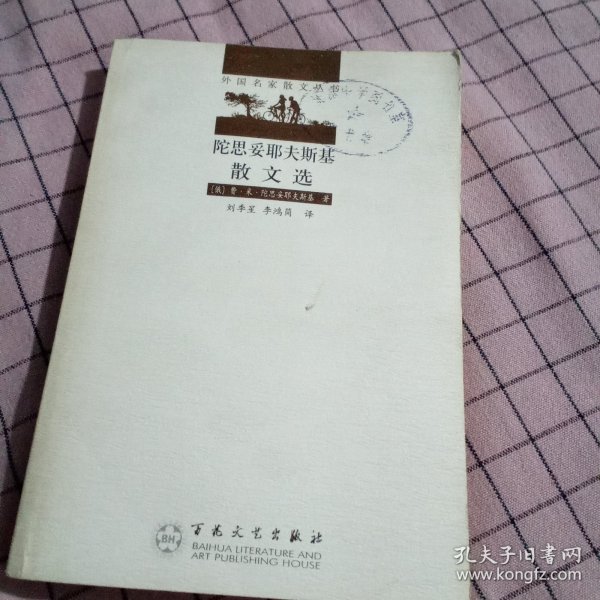 外国名家散文丛书
陀思妥耶夫斯基
散文选
[俄]费·米·陀思妥耶夫斯基 著
刘季星 李鸿简 译
BH
百花文艺出版社
BAIHUA LITERATURE AND
ART PUBLISHING HOUSE
孔夫子旧书网
www.kongfz.com